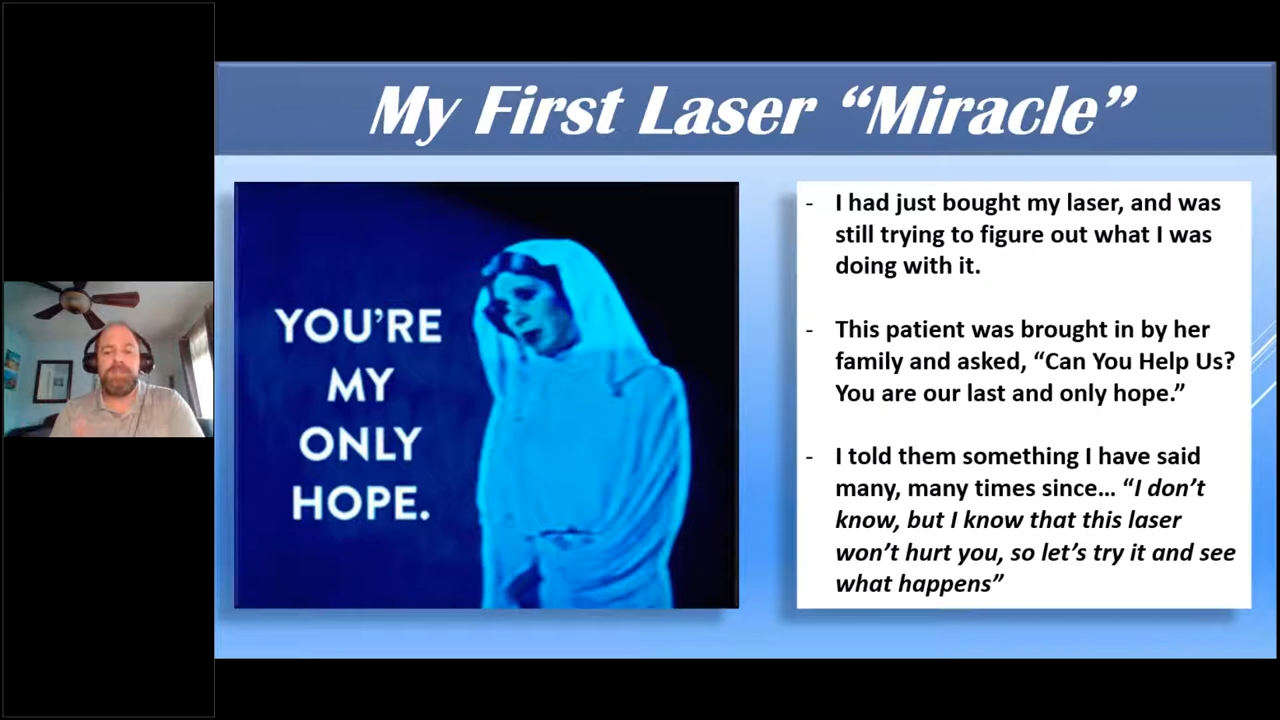 My First Laser “Miracle”
YOU’RE
MY
ONLY
HOPE.
- I had just bought my laser, and was
still trying to figure out what I was
doing with it.
- This patient was brought in by her
family and asked, “Can You Help Us?
You are our last and only hope.”
- I told them something I have said
many, many times since… “I don’t
know, but I know that this laser
won’t hurt you, so let’s try it and see
what happens”